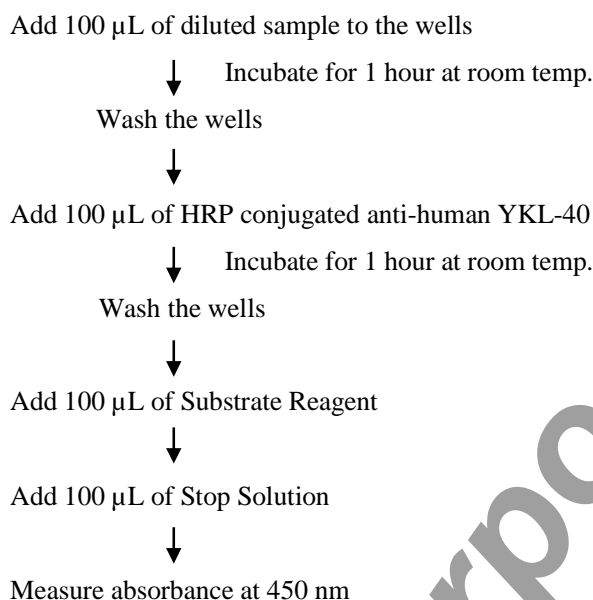 Add 100 µL of diluted sample to the wells
Incubate for 1 hour at room temp.
Wash the wells
Add 100 µL of HRP conjugated anti-human YKL-40
Incubate for 1 hour at room temp.
Wash the wells
Add 100 µL of Substrate Reagent
Add 100 µL of Stop Solution
Measure absorbance at 450 nm